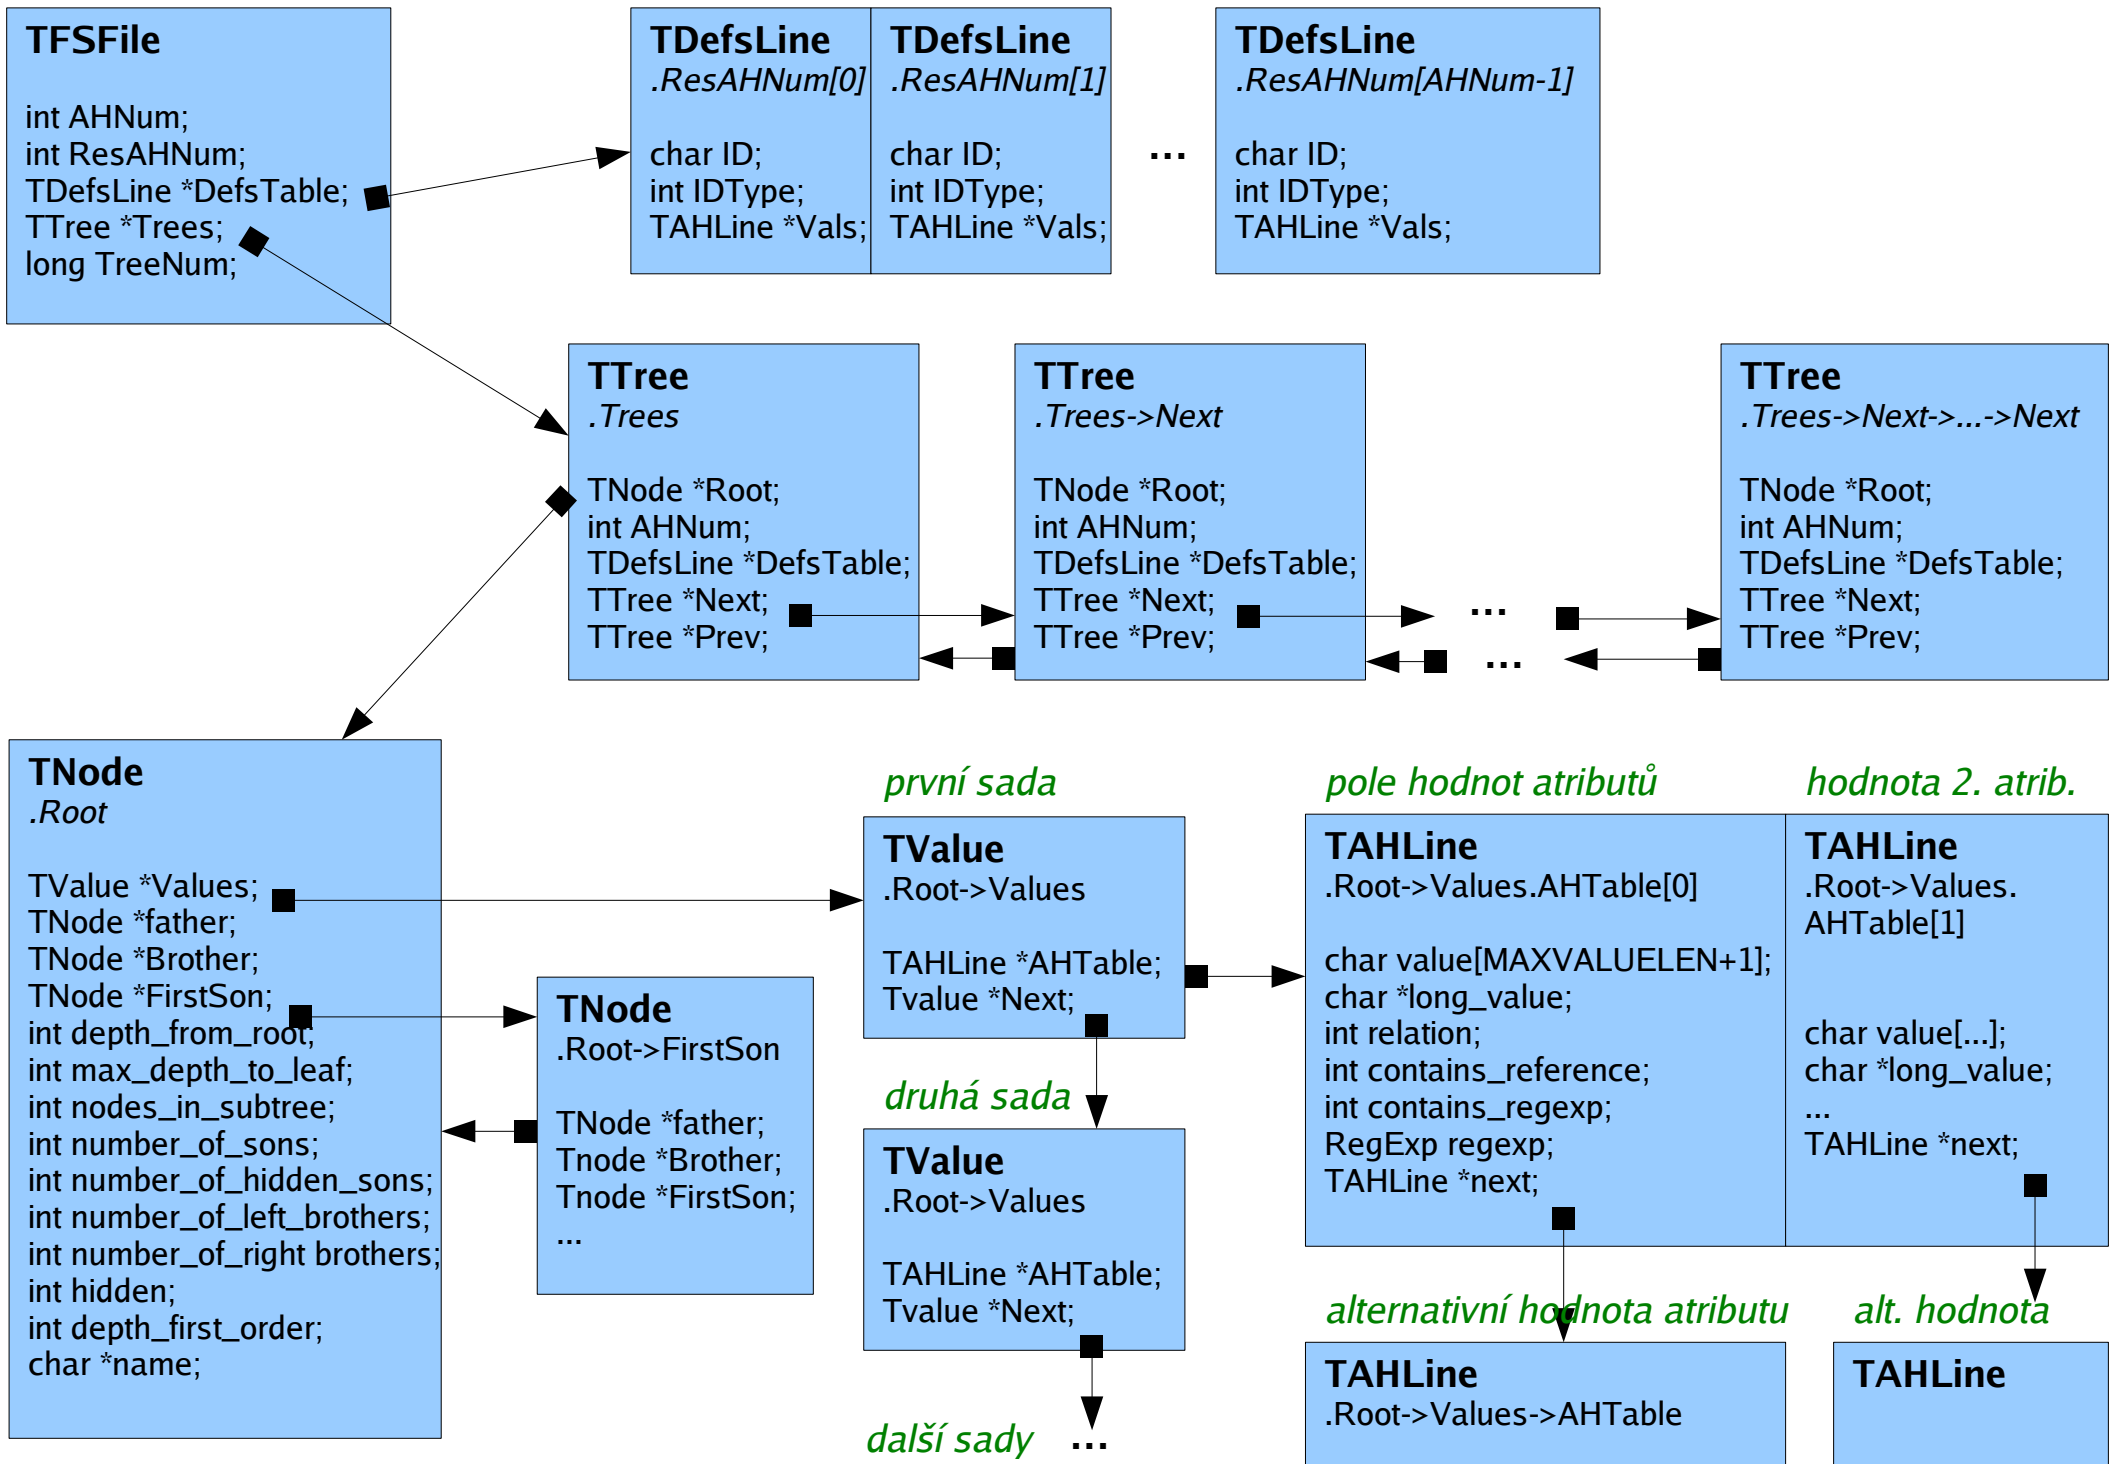 TFSFile
int AHNum;
int ResAHNum;
TDefsLine *DefsTable;
TTree *Trees;
long TreeNum;
TDefsLine
.ResAHNum[0]
char ID;
int IDType;
TAHLine *Vals;
TDefsLine
.ResAHNum[1]
char ID;
int IDType;
TAHLine *Vals;
...
TDefsLine
.ResAHNum[AHNum-1]
char ID;
int IDType;
TAHLine *Vals;
TTree
.Trees
TNode *Root;
int AHNum;
TDefsLine *DefsTable;
TTree *Next;
TTree *Prev;
TTree
.Trees->Next
TNode *Root;
int AHNum;
TDefsLine *DefsTable;
TTree *Next;
TTree *Prev;
...
...
TTree
.Trees->Next->...->Next
TNode *Root;
int AHNum;
TDefsLine *DefsTable;
TTree *Next;
TTree *Prev;
TNode
.Root
TValue *Values;
TNode *father;
TNode *Brother;
TNode *FirstSon;
int depth_from_root;
int max_depth_to_leaf;
int nodes_in_subtree;
int number_of_sons;
int number_of_hidden_sons;
int number_of_left_brothers;
int number_of_right brothers;
int hidden;
int depth_first_order;
char *name;
TNode
.Root->FirstSon
TNode *father;
Tnode *Brother;
Tnode *FirstSon;
...
první sada
TValue
.Root->Values
TAHLine *AHTable;
Tvalue *Next;
druhá sada
TValue
.Root->Values
TAHLine *AHTable;
Tvalue *Next;
další sady ...
pole hodnot atributů
TAHLine
.Root->Values.AHTable[0]
char value[MAXVALUELEN+1];
char *long_value;
int relation;
int contains_reference;
int contains_regexp;
RegExp regexp;
TAHLine *next;
hodnota 2. atrib.
TAHLine
.Root->Values.
AHTable[1]
char value[...];
char *long_value;
...
TAHLine *next;
alternativní hodnota atributu
TAHLine
.Root->Values->AHTable
alt. hodnota
TAHLine